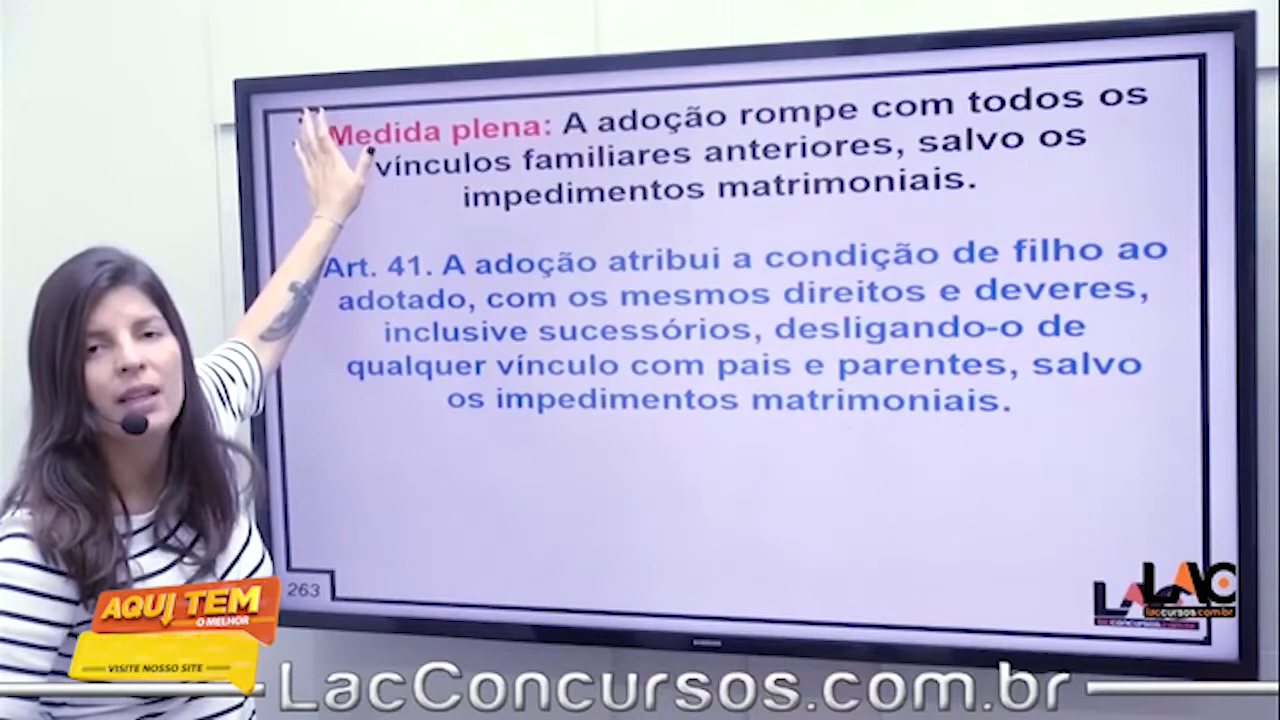 Medida plena: A adoção rompe com todos os
vínculos familiares anteriores, salvo os
impedimentos matrimoniais.
Art. 41. A adoção atribui a condição de filho ao
adotado, com os mesmos direitos e deveres,
inclusive sucessórios, desligando-o de
qualquer vínculo com pais e parentes, salvo
os impedimentos matrimoniais.
263
LAC
laccursos.com.br
SAMSUNG
AQUI TEM
O MELHOR
VISITE NOSSO SITE
LacConcursos.com.br